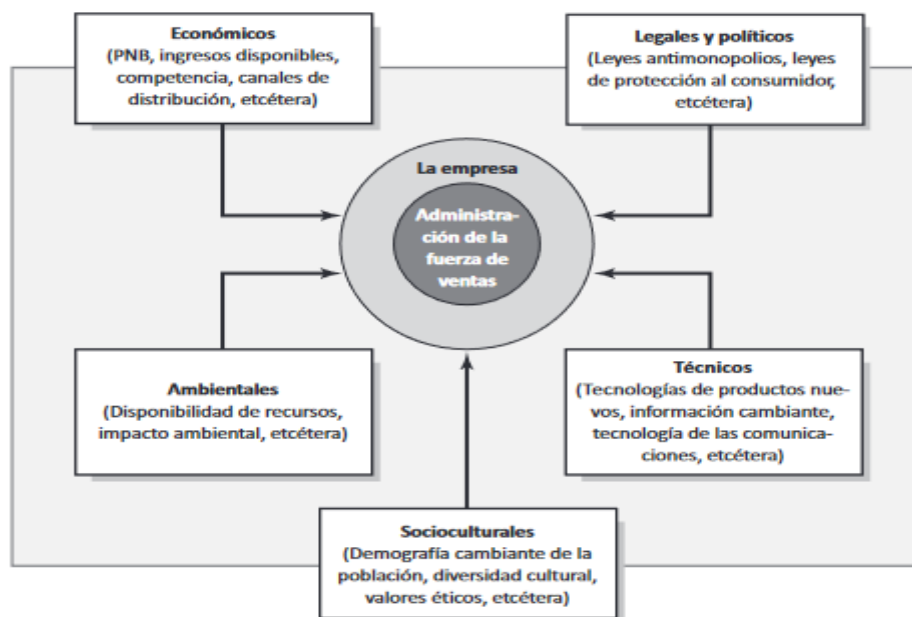 Económicos
(PNB, ingresos disponibles,
competencia, canales de
distribución, etcétera)
Legales y políticos
(Leyes antimonopolios, leyes
de protección al consumidor,
etcétera)
La empresa
Administra-
ción de la
fuerza de
ventas
Ambientales
(Disponibilidad de recursos,
impacto ambiental, etcétera)
Técnicos
(Tecnologías de productos nue-
vos, información cambiante,
tecnología de las comunica-
ciones, etcétera)
Socioculturales
(Demografía cambiante de la
población, diversidad cultural,
valores éticos, etcétera)